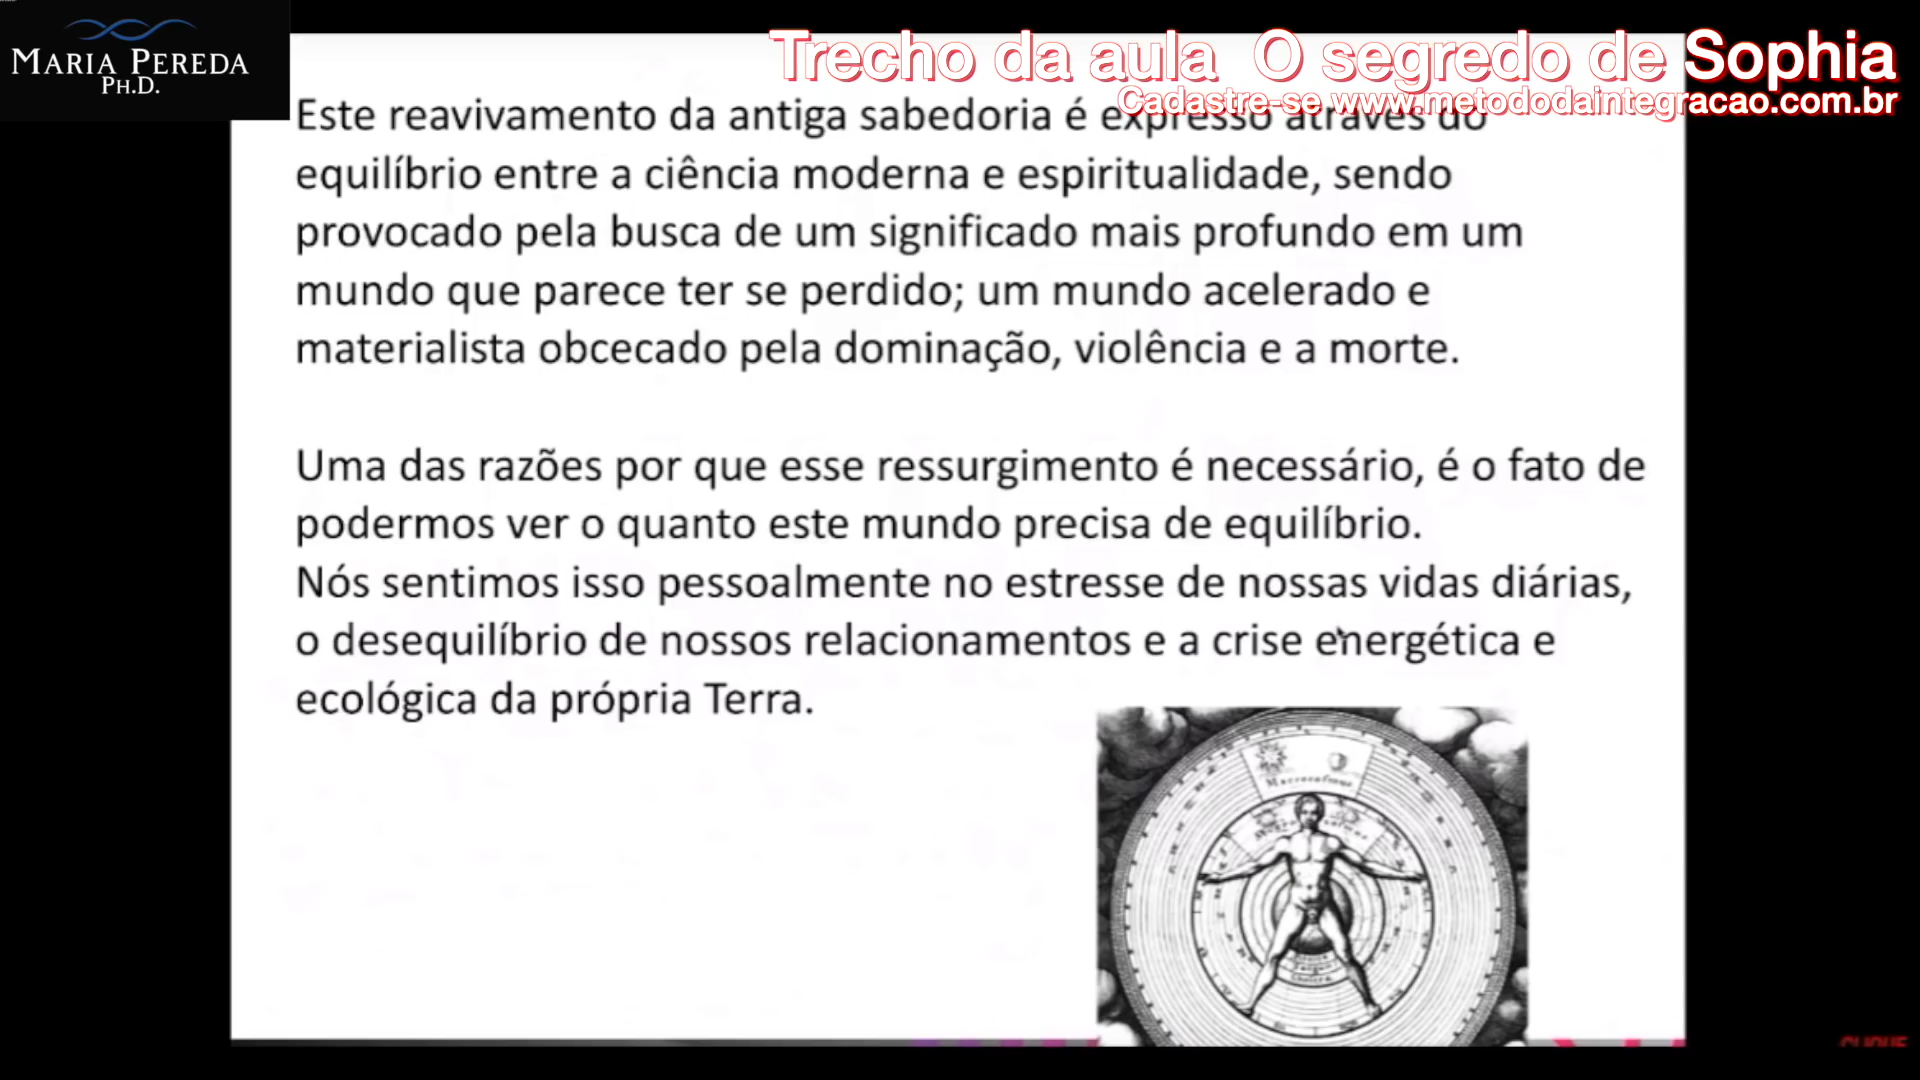 MARIA PEREDA
PH.D.
Trecho da aula O segredo de Sophia
Cadastre-se www.metododaintegracao.com.br
Este reavivamento da antiga sabedoria é expresso através do
equilíbrio entre a ciência moderna e espiritualidade, sendo
provocado pela busca de um significado mais profundo em um
mundo que parece ter se perdido; um mundo acelerado e
materialista obcecado pela dominação, violência e a morte.
Uma das razões por que esse ressurgimento é necessário, é o fato de
podermos ver o quanto este mundo precisa de equilíbrio.
Nós sentimos isso pessoalmente no estresse de nossas vidas diárias,
o desequilíbrio de nossos relacionamentos e a crise energética e
ecológica da própria Terra.